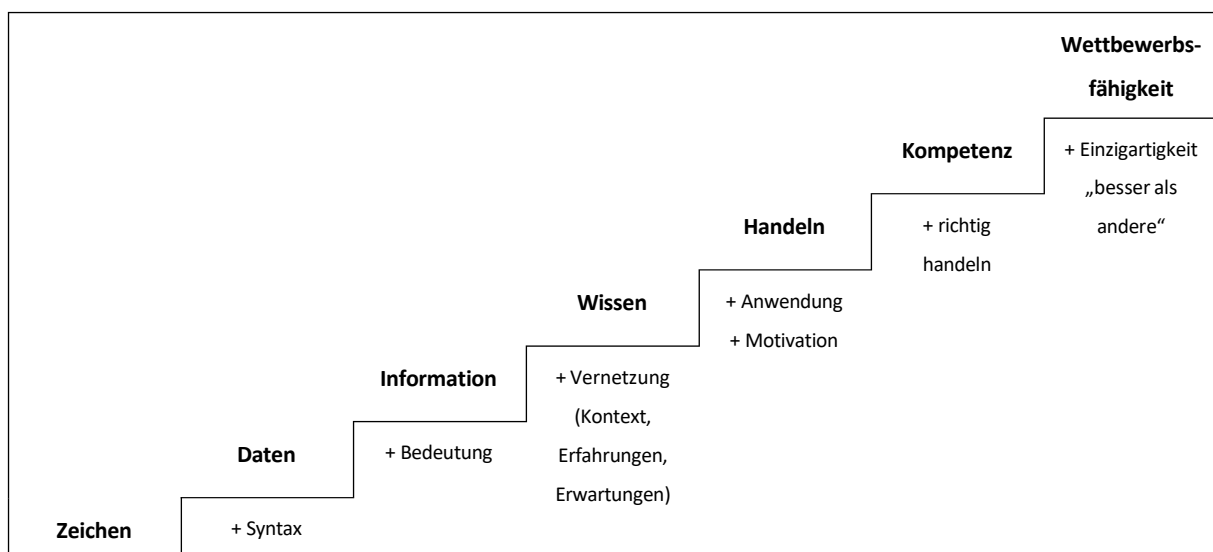 Wettbewerbs-
fähigkeit
Kompetenz
+ Einzigartigkeit
„besser als
andere“
Handeln
+ richtig
handeln
Wissen
+ Anwendung
+ Motivation
Information
+ Vernetzung
(Kontext,
Erfahrungen,
Erwartungen)
Daten
+ Bedeutung
Zeichen
+ Syntax